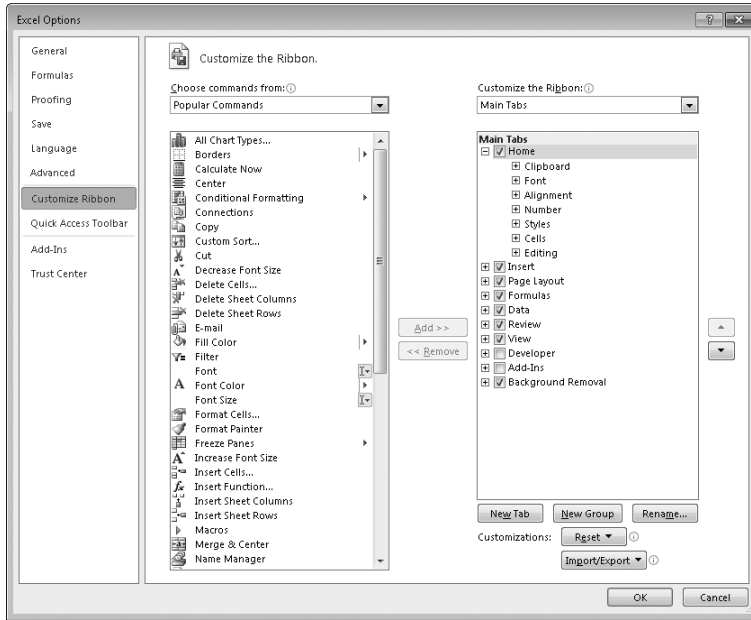 Excel Options
General
Formulas
Proofing
Save
Language
Advanced
Customize Ribbon
Quick Access Toolbar
Add-Ins
Trust Center
Customize the Ribbon.
Choose commands from:
Popular Commands
All Chart Types...
Borders
Calculate Now
Center
Conditional Formatting
Connections
Copy
Custom Sort...
Cut
Decrease Font Size
Delete Cells...
Delete Sheet Columns
Delete Sheet Rows
E-mail
Fill Color
Filter
Font
Font Color
Font Size
Format Cells...
Format Painter
Freeze Panes
Increase Font Size
Insert Cells...
Insert Function...
Insert Sheet Columns
Insert Sheet Rows
Macros
Merge & Center
Name Manager
Add >>
<< Remove
Customize the Ribbon:
Main Tabs
Main Tabs
Home
Clipboard
Font
Alignment
Number
Styles
Cells
Editing
Insert
Page Layout
Formulas
Data
Review
View
Developer
Add-Ins
Background Removal
New Tab
New Group
Rename...
Customizations:
Reset
Import/Export
OK
Cancel